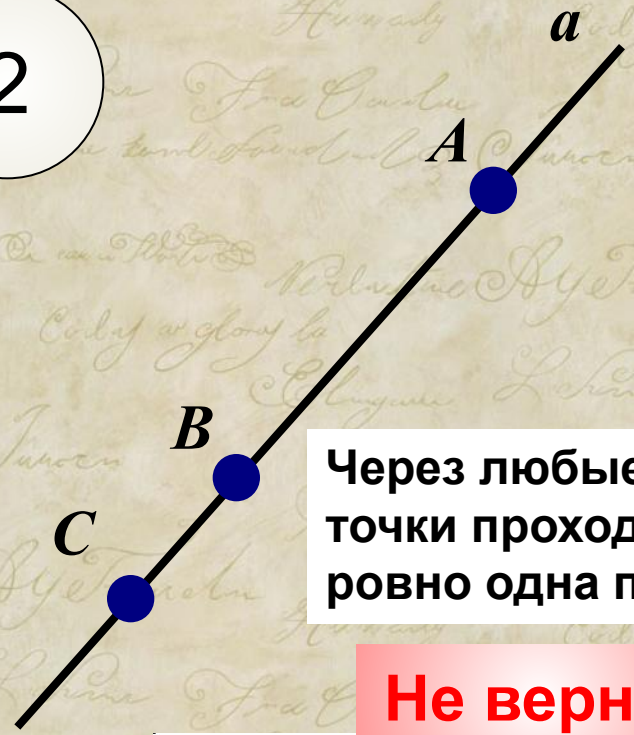 a
2
A
B
Через любые
C
точки проход
ровно одна п
Не верн